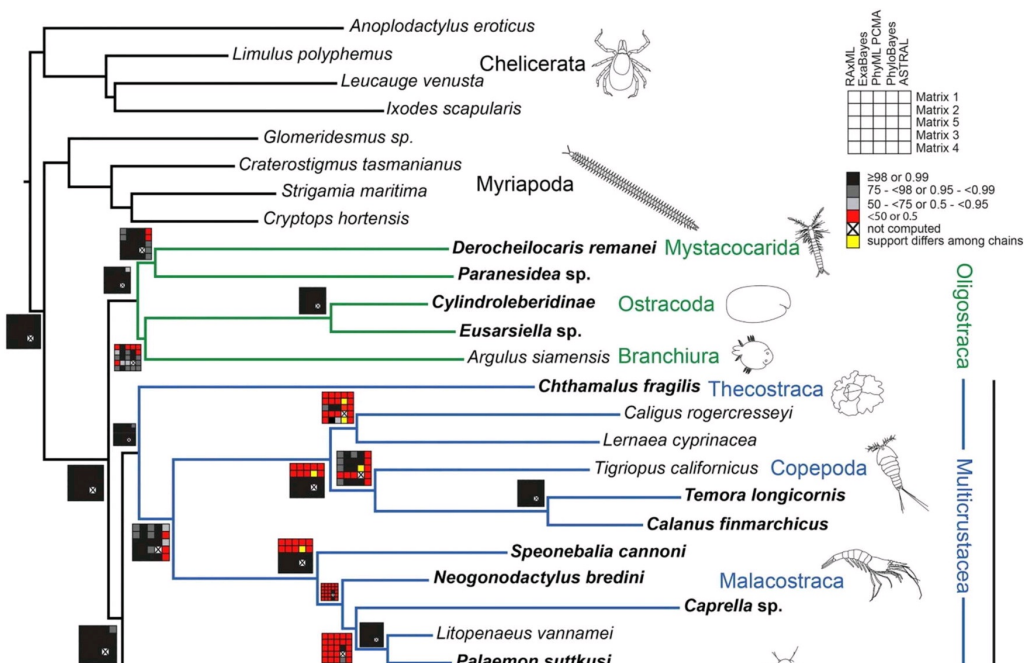 Anoplodactylus eroticus
Limulus polyphemus
Chelicerata
Leucauge venusta
Ixodes scapularis
Glomeridesmus sp.
Craterostigmus tasmanianus
Myriapoda
Strigamia maritima
Cryptops hortensis
Derocheilocaris remanei Mystacocarida
Paranesidea sp.
Cylindroleberidinae Ostracoda
Eusarsiella sp.
Argulus siamensis Branchiura
Chthamalus fragilis Thecostraca
Caligus rogercresseyi
Lernaea cyprinacea
Tigriopus californicus Copepoda
Temora longicornis
Calanus finmarchicus
Speonebalia cannoni
Neogonodactylus bredini Malacostraca
Caprella sp.
Litopenaeus vannamei
Palaemon suttkusi
RAxML
ExaBayes
PhyML PCMA
PhyloBayes
ASTRAL
Matrix 1
Matrix 2
Matrix 5
Matrix 3
Matrix 4
≥98 or 0.99
75 - <98 or 0.95 - <0.99
50 - <75 or 0.5 - <0.95
<50 or 0.5
not computed
support differs among chains
Oligostraca
Multicrustacea